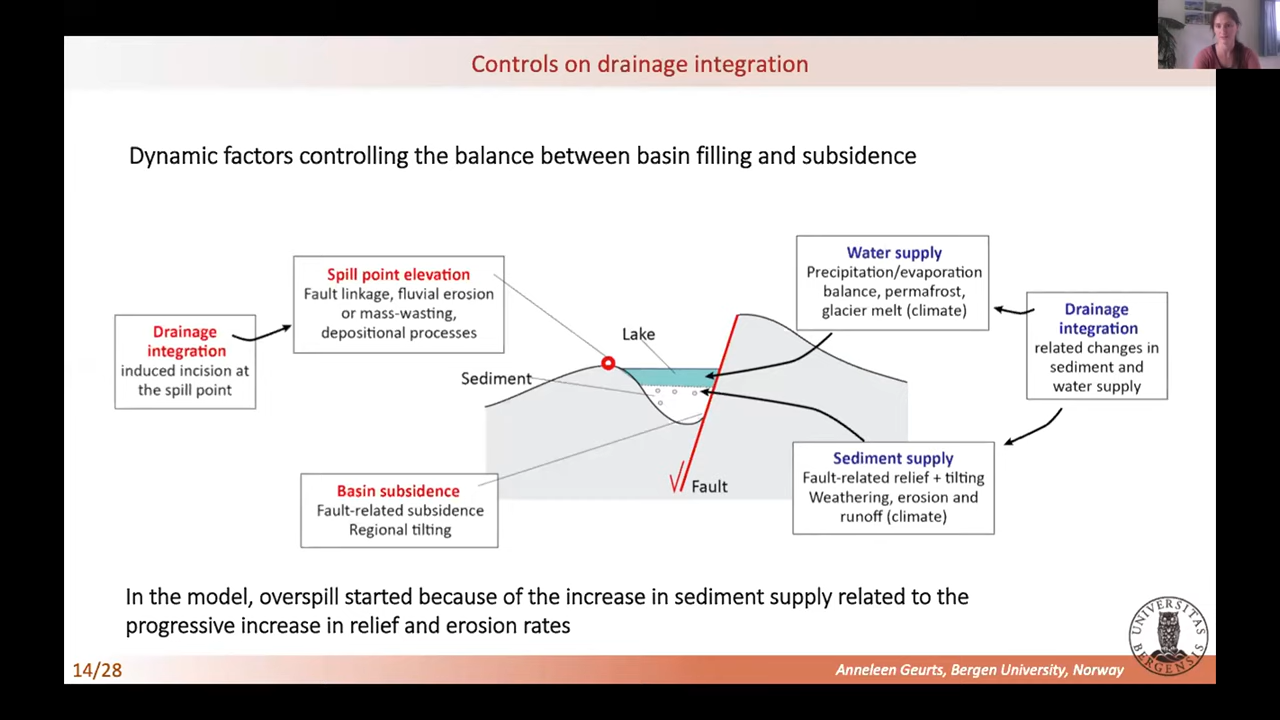 Controls on drainage integration
Dynamic factors controlling the balance between basin filling and subsidence
Drainage
integration
induced incision at
the spill point
Spill point elevation
Fault linkage, fluvial erosion
or mass-wasting,
depositional processes
Water supply
Precipitation/evaporation
balance, permafrost,
glacier melt (climate)
Drainage
integration
related changes in
sediment and
water supply
Lake
Sediment
Fault
Basin subsidence
Fault-related subsidence
Regional tilting
Sediment supply
Fault-related relief + tilting
Weathering, erosion and
runoff (climate)
In the model, overspill started because of the increase in sediment supply related to the
progressive increase in relief and erosion rates
UNIVERSITAS
BERGENSIS
14/28
Anneleen Geurts, Bergen University, Norway